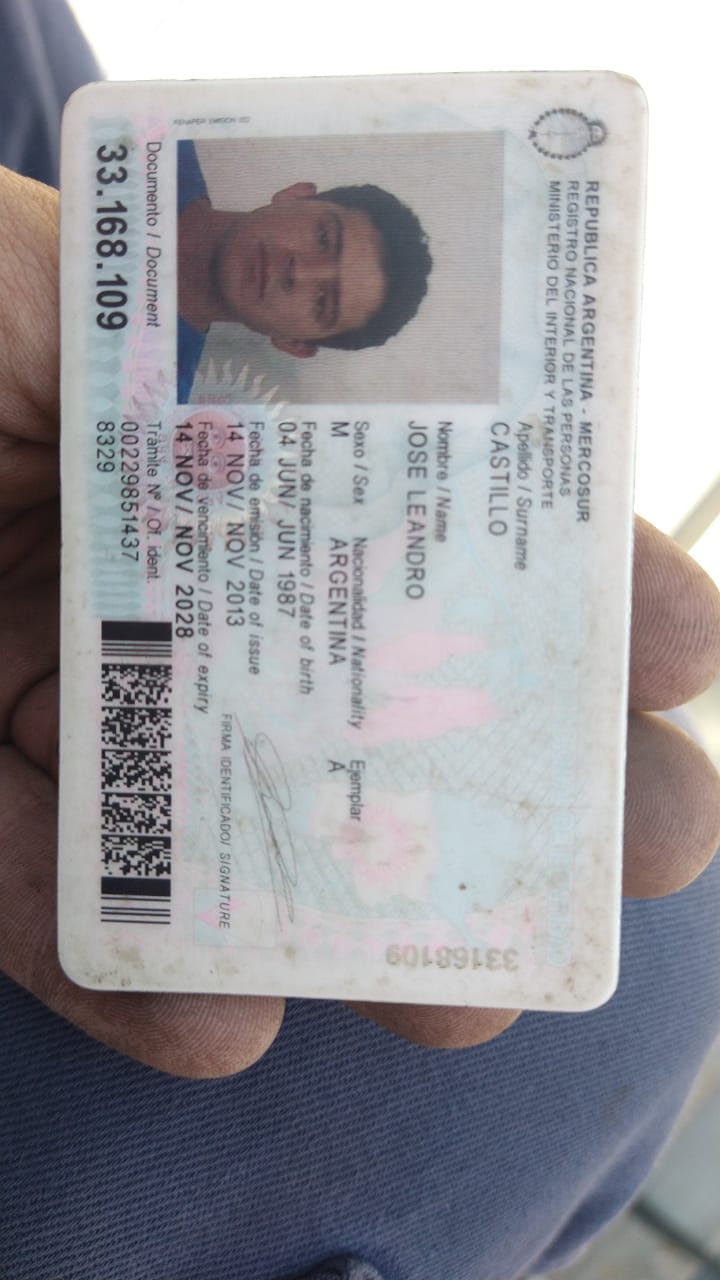 REPUBLICA ARGENTINA - MERCOSUR
REGISTRO NACIONAL DE LAS PERSONAS
MINISTERIO DEL INTERIOR Y TRANSPORTE
Apellido / Surname
CASTILLO
Nombre / Name
JOSE LEANDRO
Sexo / Sex Nacionalidad / Nationality Ejemplar
M ARGENTINA A
Fecha de nacimiento / Date of birth
04 JUN/ JUN 1987
Fecha de emisión / Date of issue
14 NOV/ NOV 2013
Fecha de vencimiento / Date of expiry
14 NOV/ NOV 2028
FIRMA IDENTIFICADO/ SIGNATURE
Documento / Document
33.168.109
Trámite Nº / Of. ident.
00229851437
8329
33168109